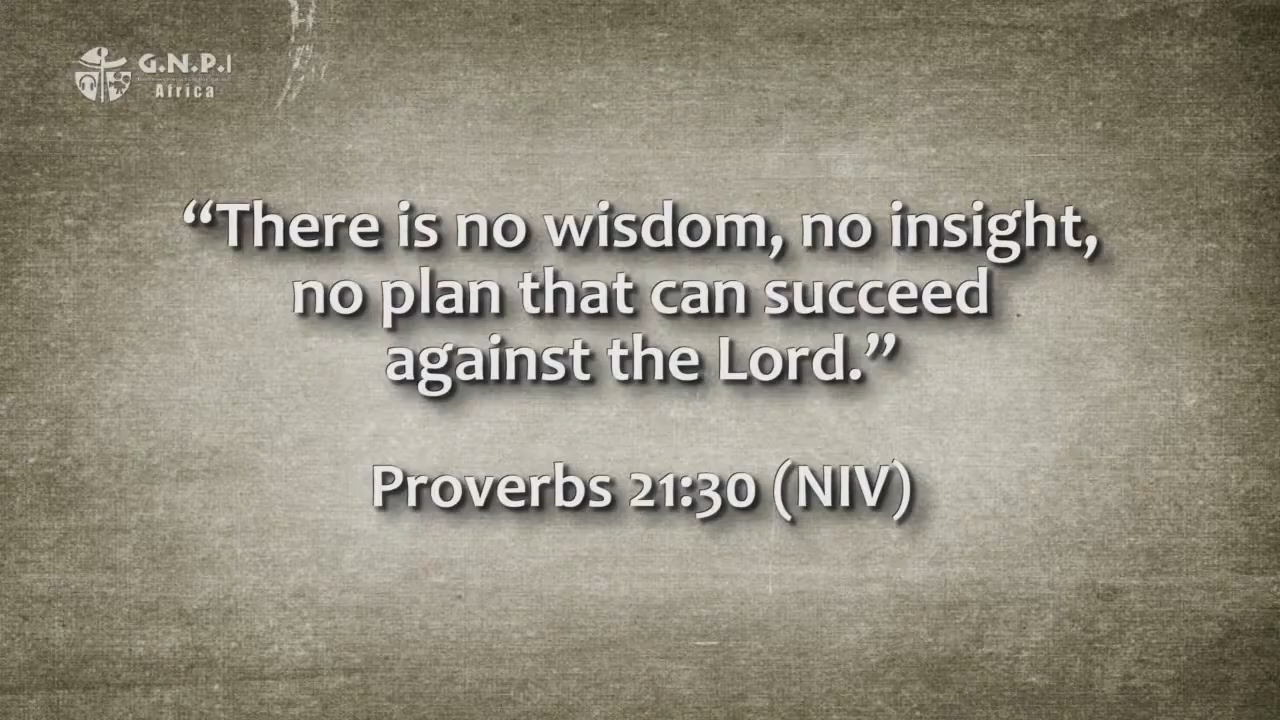 G.N.P.I
Africa
“There is no wisdom, no insight,
no plan that can succeed
against the Lord.”
Proverbs 21:30 (NIV)